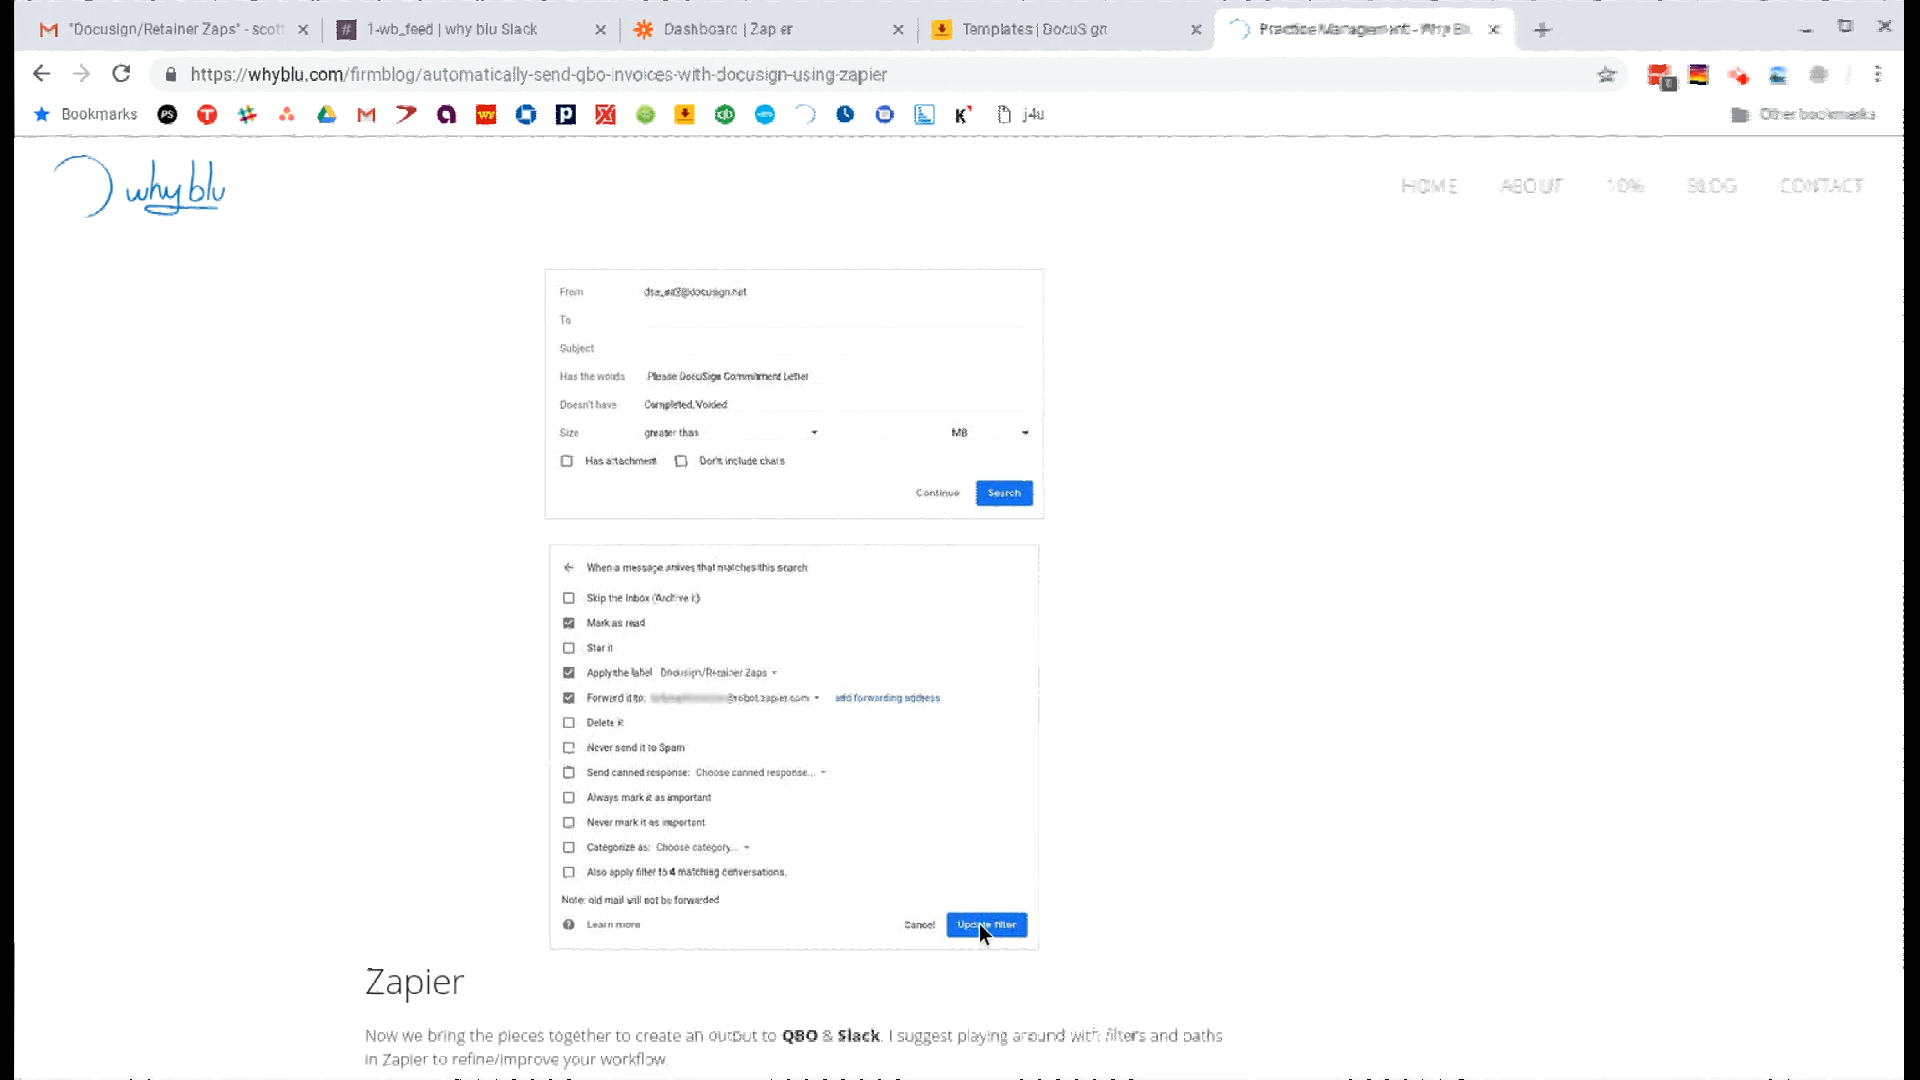 "Docusign/Retainer Zaps" - scott
1-wb_feed | why blu Slack
Dashboard | Zapier
Templates | DocuSign
Practice Management - Why Bl
https://whyblu.com/firmblog/automatically-send-qbo-invoices-with-docusign-using-zapier
Bookmarks
j4u
Other bookmarks
why blu
HOME ABOUT 10% BLOG CONTACT
From
To
Subject
Has the words Please DocuSign Commitment Letter
Doesn't have Completed, Voided
Size greater than MB
Has attachment Don't include chats
Continue Search
When a message arrives that matches this search:
Skip the Inbox (Archive it)
Mark as read
Star it
Apply the label Docusign/Retainer Zaps
Forward it to: @robot.zapier.com add forwarding address
Delete it
Never send it to Spam
Send canned response: Choose canned response...
Always mark it as important
Never mark it as important
Categorize as: Choose category...
Also apply filter to 4 matching conversations.
Note: old mail will not be forwarded
Learn more Cancel Update filter
Zapier
Now we bring the pieces together to create an output to QBO & Slack. I suggest playing around with filters and paths
in Zapier to refine/improve your workflow.